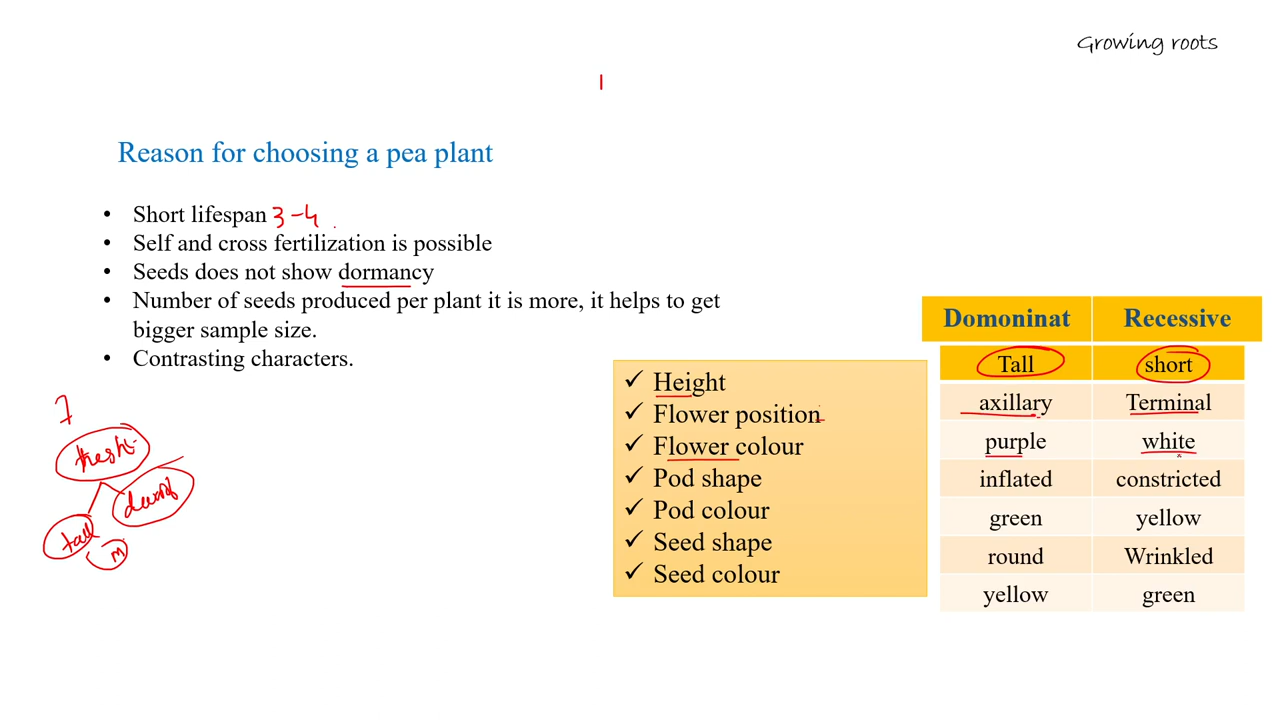 Growing roots
Reason for choosing a pea plant
• Short lifespan 3-4
• Self and cross fertilization is possible
• Seeds does not show dormancy
• Number of seeds produced per plant it is more, it helps to get
bigger sample size.
• Contrasting characters.
7
tall
m
✓ Height
✓ Flower position
✓ Flower colour
✓ Pod shape
✓ Pod colour
✓ Seed shape
✓ Seed colour
Domoninat Recessive
Tall short
axillary Terminal
purple white
inflated constricted
green yellow
round Wrinkled
yellow green